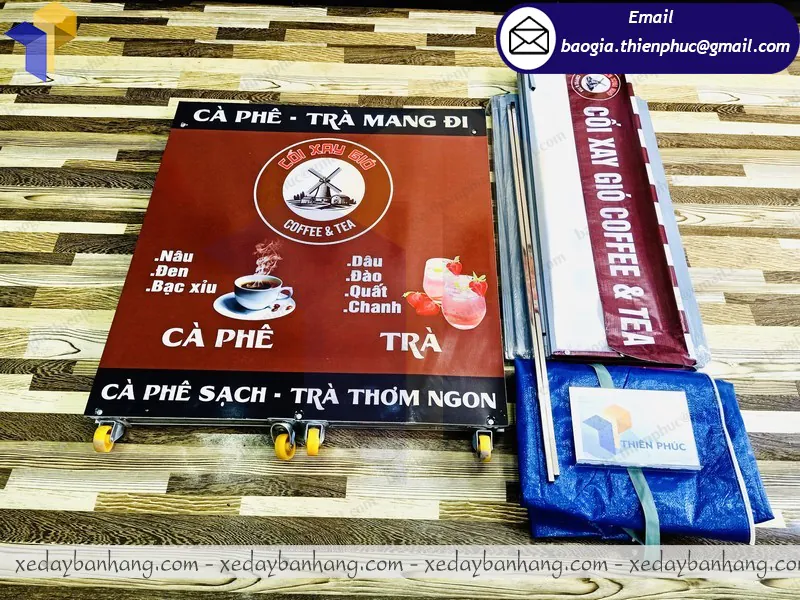 Email
baogia.thienphuc@gmail.com
CÀ PHÊ - TRÀ MANG ĐI
CỐI XAY GIÓ
COFFEE & TEA
.Nâu
.Đen
.Bạc xỉu
CÀ PHÊ
.Dâu
.Đào
.Quất
.Chanh
TRÀ
CÀ PHÊ SẠCH - TRÀ THƠM NGON
CỐI XAY GIÓ COFFEE & TEA
THIÊN PHÚC
xedaybanhang.com - xedaybanhang.com - xedaybanhang.com - xedaybanhang.com